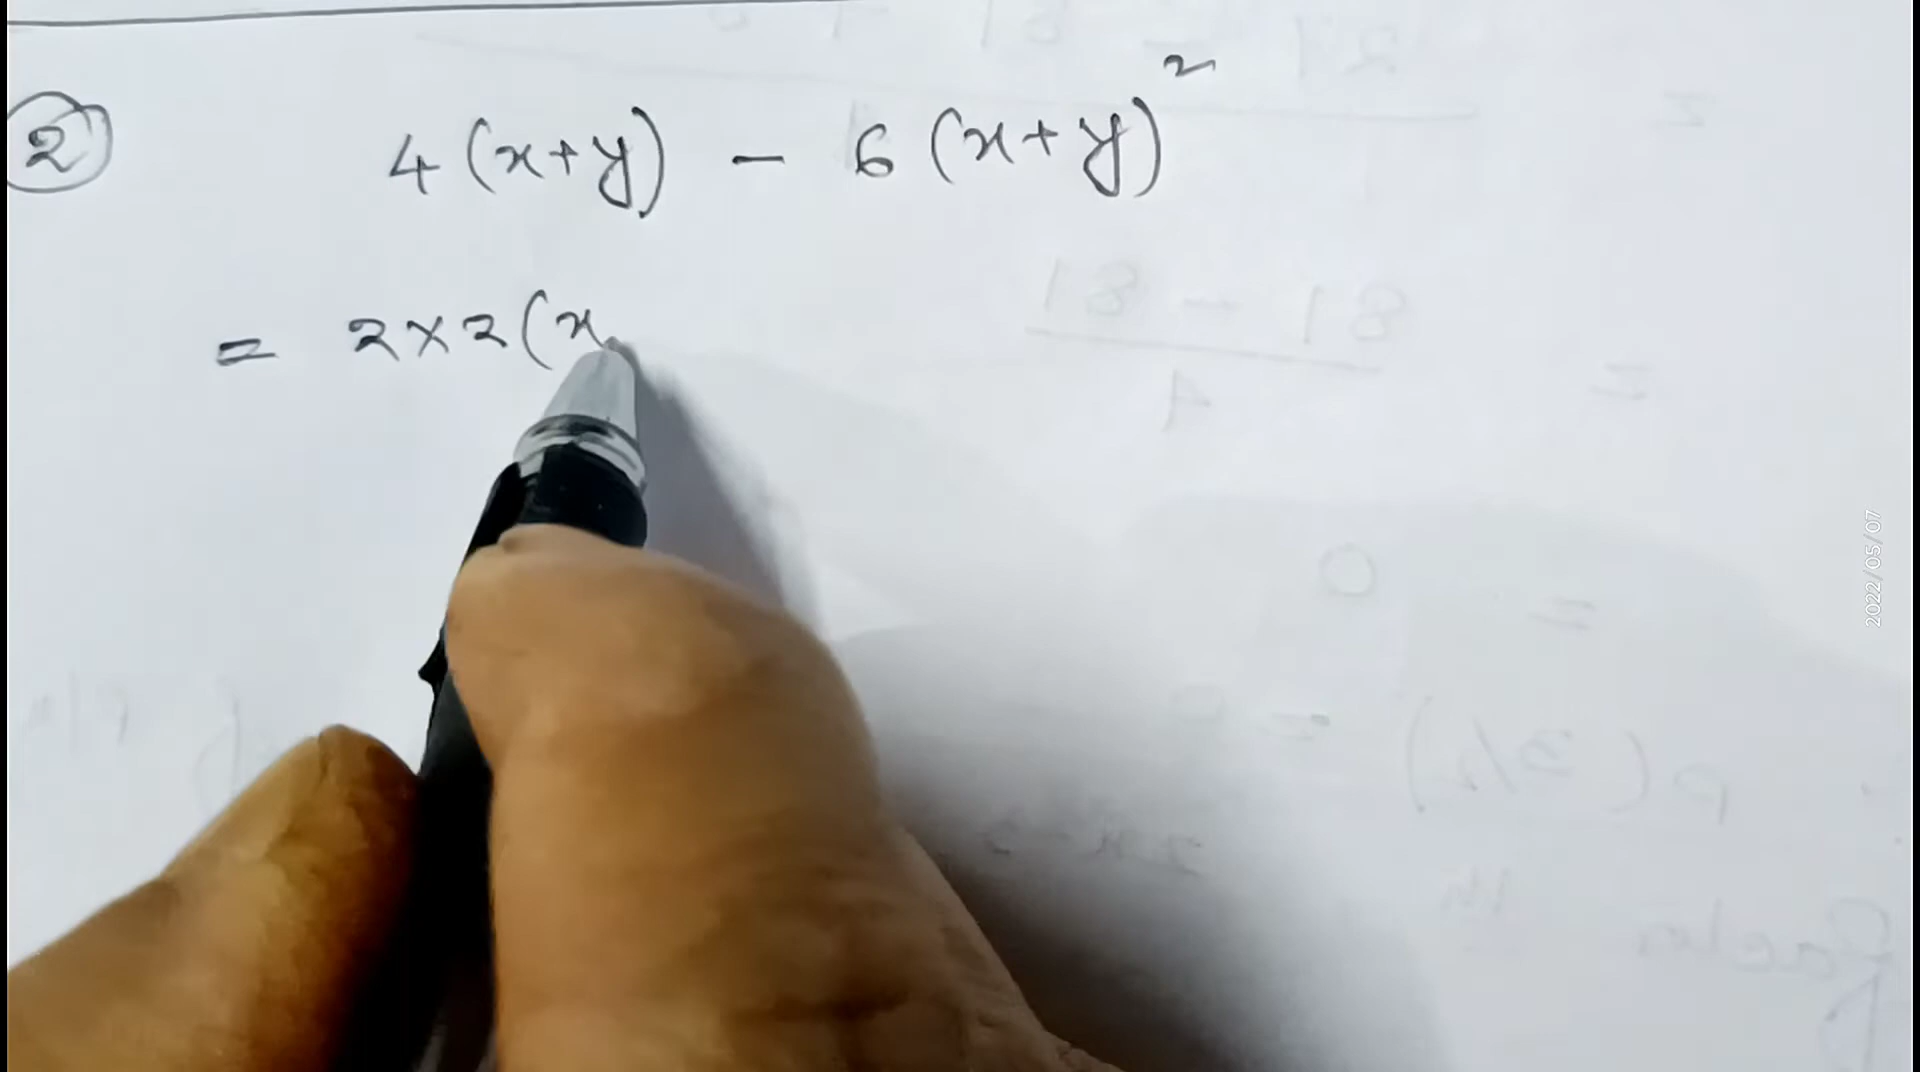 ② 4(x+y) - 6(x+y)²
= 2×2(x
2022/05/07